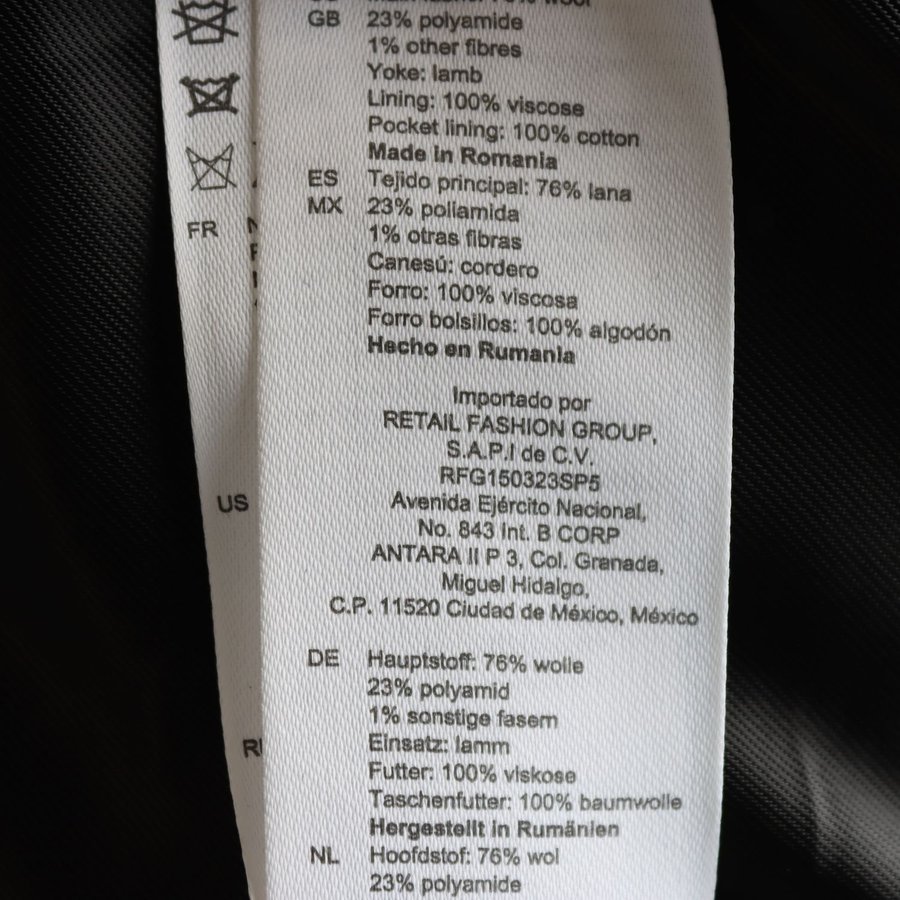 GB 23% polyamide
1% other fibres
Yoke: lamb
Lining: 100% viscose
Pocket lining: 100% cotton
Made in Romania
ES Tejido principal: 76% lana
MX 23% poliamida
1% otras fibras
Canesú: cordero
Forro: 100% viscosa
Forro bolsillos: 100% algodón
Hecho en Rumania
Importado por
RETAIL FASHION GROUP,
S.A.P.I de C.V.
RFG150323SP5
Avenida Ejército Nacional,
No. 843 Int. B CORP
ANTARA II P 3, Col. Granada,
Miguel Hidalgo,
C.P. 11520 Ciudad de México, México
DE Hauptstoff: 76% wolle
23% polyamid
1% sonstige fasern
Einsatz: lamm
Futter: 100% viskose
Taschenfutter: 100% baumwolle
Hergestellt in Rumänien
NL Hoofdstof: 76% wol
23% polyamide
FR
US